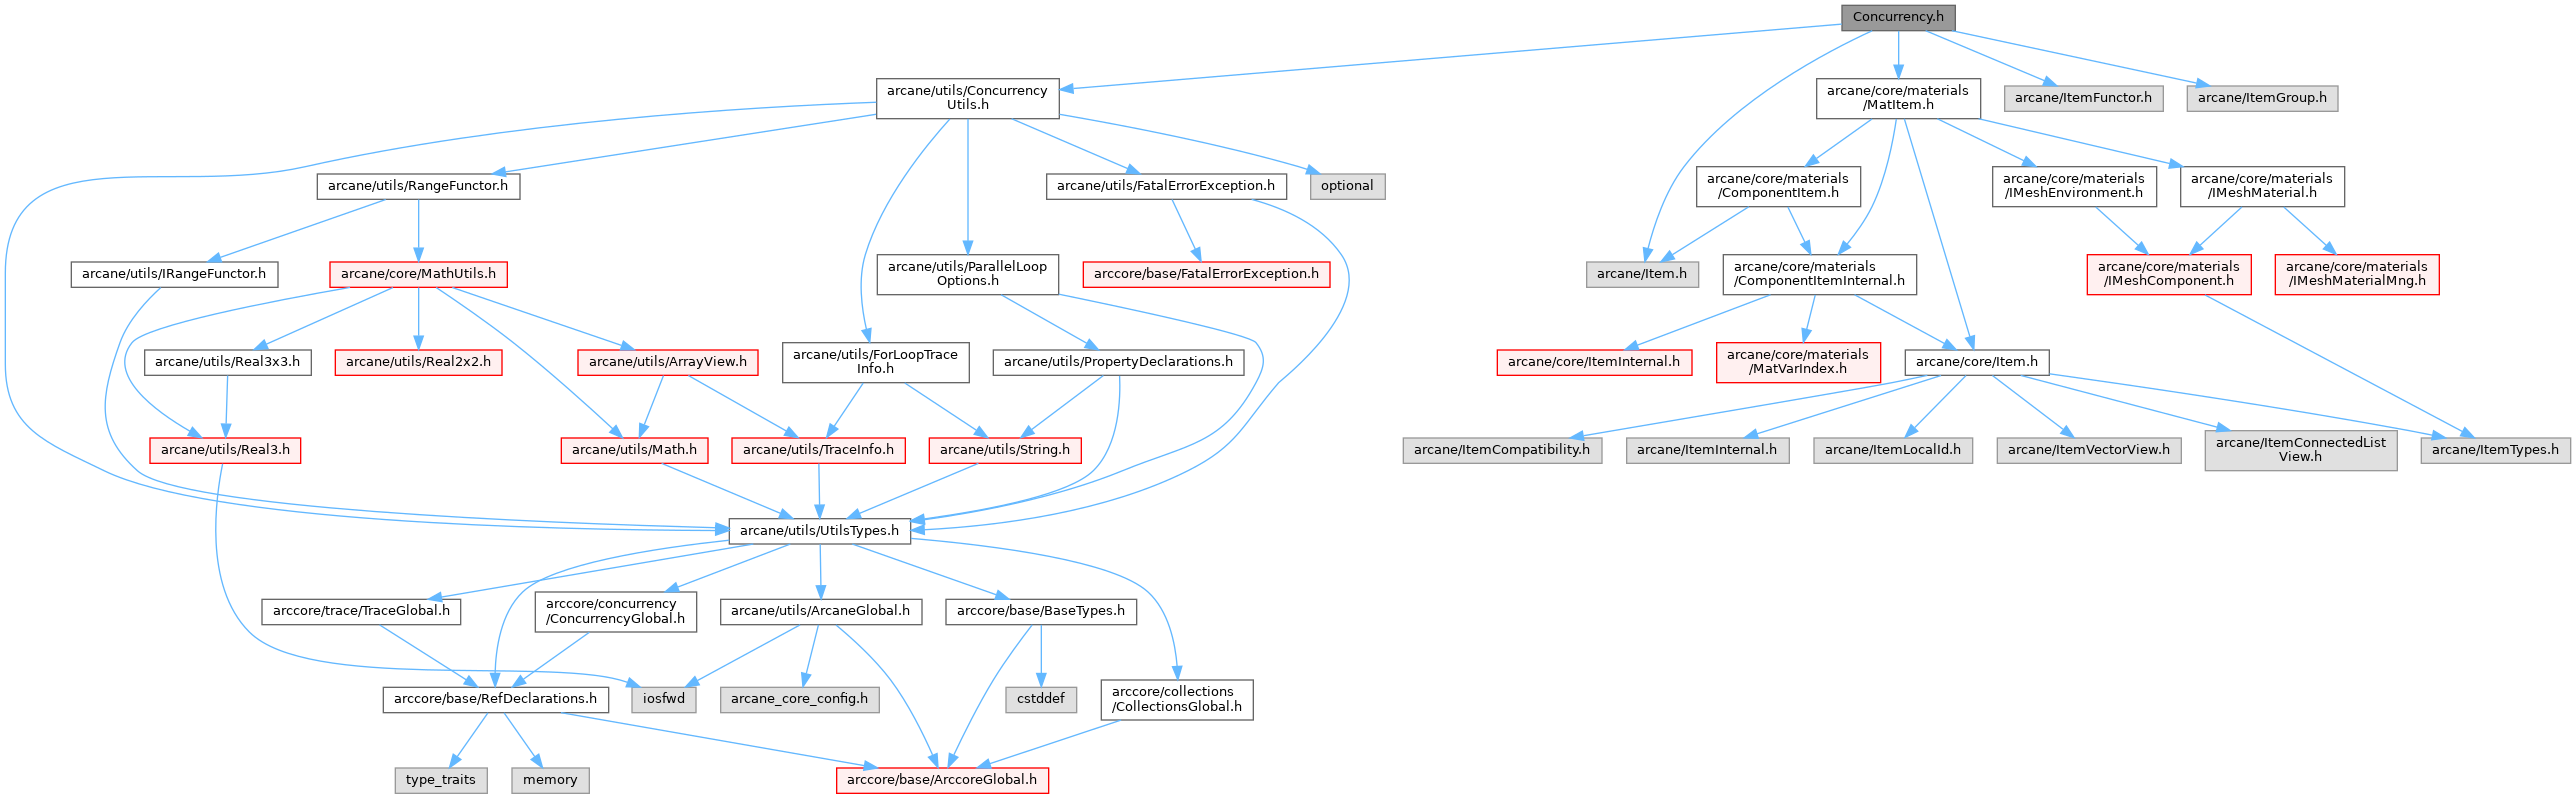 Concurrency.h
arcane/utils/Concurrency
Utils.h
arcane/core/materials
/MatItem.h
arcane/ItemFunctor.h
arcane/ItemGroup.h
arcane/utils/RangeFunctor.h
arcane/utils/FatalErrorException.h
optional
arcane/core/materials
/ComponentItem.h
arcane/core/materials
/IMeshEnvironment.h
arcane/core/materials
/IMeshMaterial.h
arcane/utils/IRangeFunctor.h
arcane/core/MathUtils.h
arcane/utils/ParallelLoop
Options.h
arccore/base/FatalErrorException.h
arcane/Item.h
arcane/core/materials
/ComponentItemInternal.h
arcane/core/materials
/IMeshComponent.h
arcane/core/materials
/IMeshMaterialMng.h
arcane/utils/Real3x3.h
arcane/utils/Real2x2.h
arcane/utils/ArrayView.h
arcane/utils/ForLoopTrace
Info.h
arcane/utils/PropertyDeclarations.h
arcane/core/ItemInternal.h
arcane/core/materials
/MatVarIndex.h
arcane/core/Item.h
arcane/utils/Real3.h
arcane/utils/Math.h
arcane/utils/TraceInfo.h
arcane/utils/String.h
arcane/ItemCompatibility.h
arcane/ItemInternal.h
arcane/ItemLocalId.h
arcane/ItemVectorView.h
arcane/ItemConnectedList
View.h
arcane/ItemTypes.h
arcane/utils/UtilsTypes.h
arccore/trace/TraceGlobal.h
arccore/concurrency
/ConcurrencyGlobal.h
arcane/utils/ArcaneGlobal.h
arccore/base/BaseTypes.h
arccore/base/RefDeclarations.h
iosfwd
arcane_core_config.h
cstddef
arccore/collections
/CollectionsGlobal.h
type_traits
memory
arccore/base/ArccoreGlobal.h